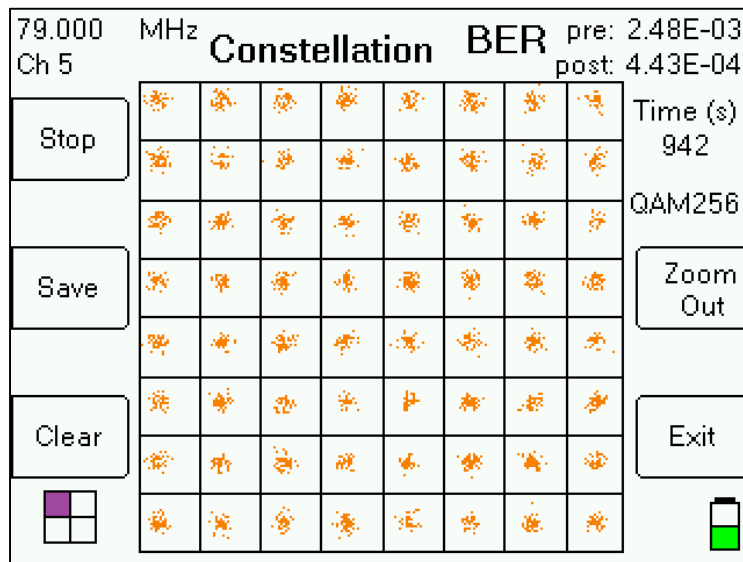 79.000 MHz
Ch 5
Constellation
BER
pre: 2.48E-03
post: 4.43E-04
Stop
Save
Clear
Time (s)
942
QAM256
Zoom
Out
Exit